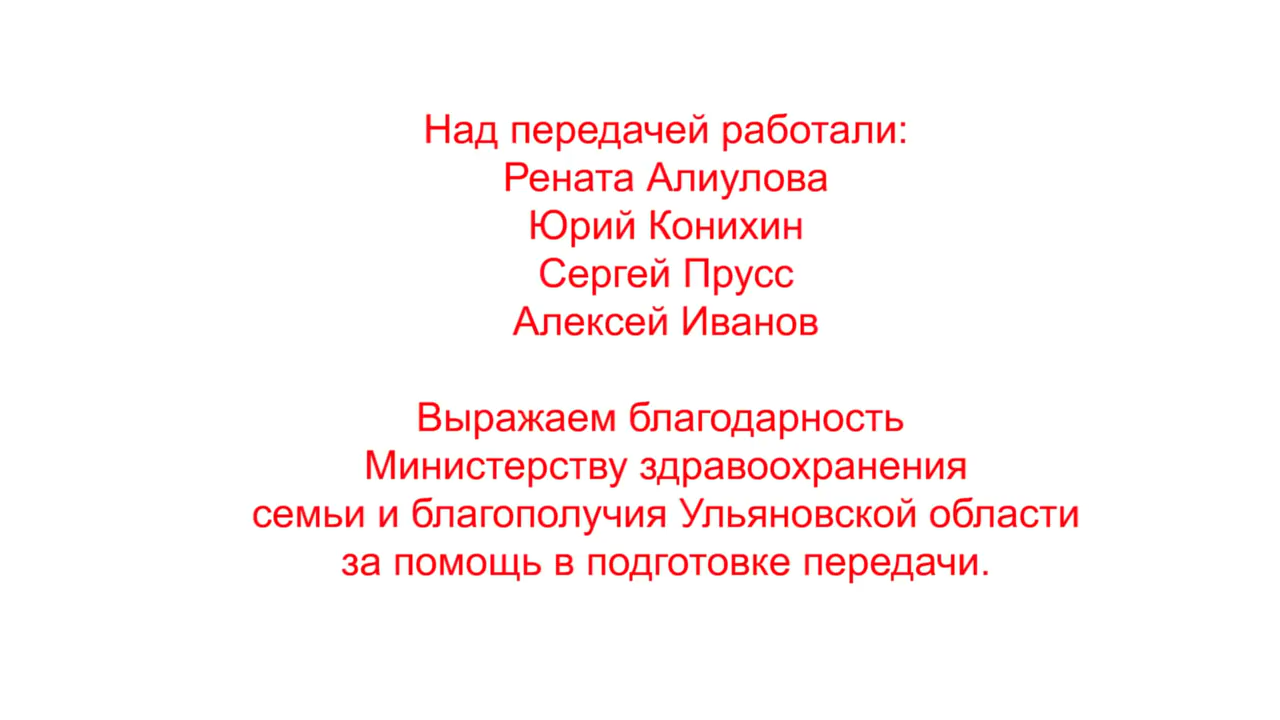 Над передачей работали:
Рената Алиулова
Юрий Конихин
Сергей Прусс
Алексей Иванов
Выражаем благодарность
Министерству здравоохранения
семьи и благополучия Ульяновской области
за помощь в подготовке передачи.